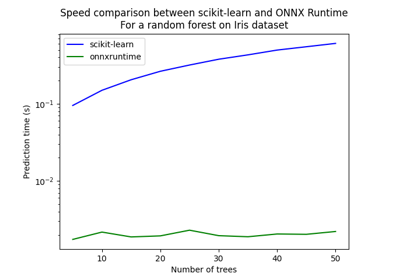 Speed comparison between scikit-learn and ONNX Runtime
For a random forest on Iris dataset
scikit-learn
onnxruntime
Prediction time (s)
10⁻¹
10⁻²
10 20 30 40 50
Number of trees